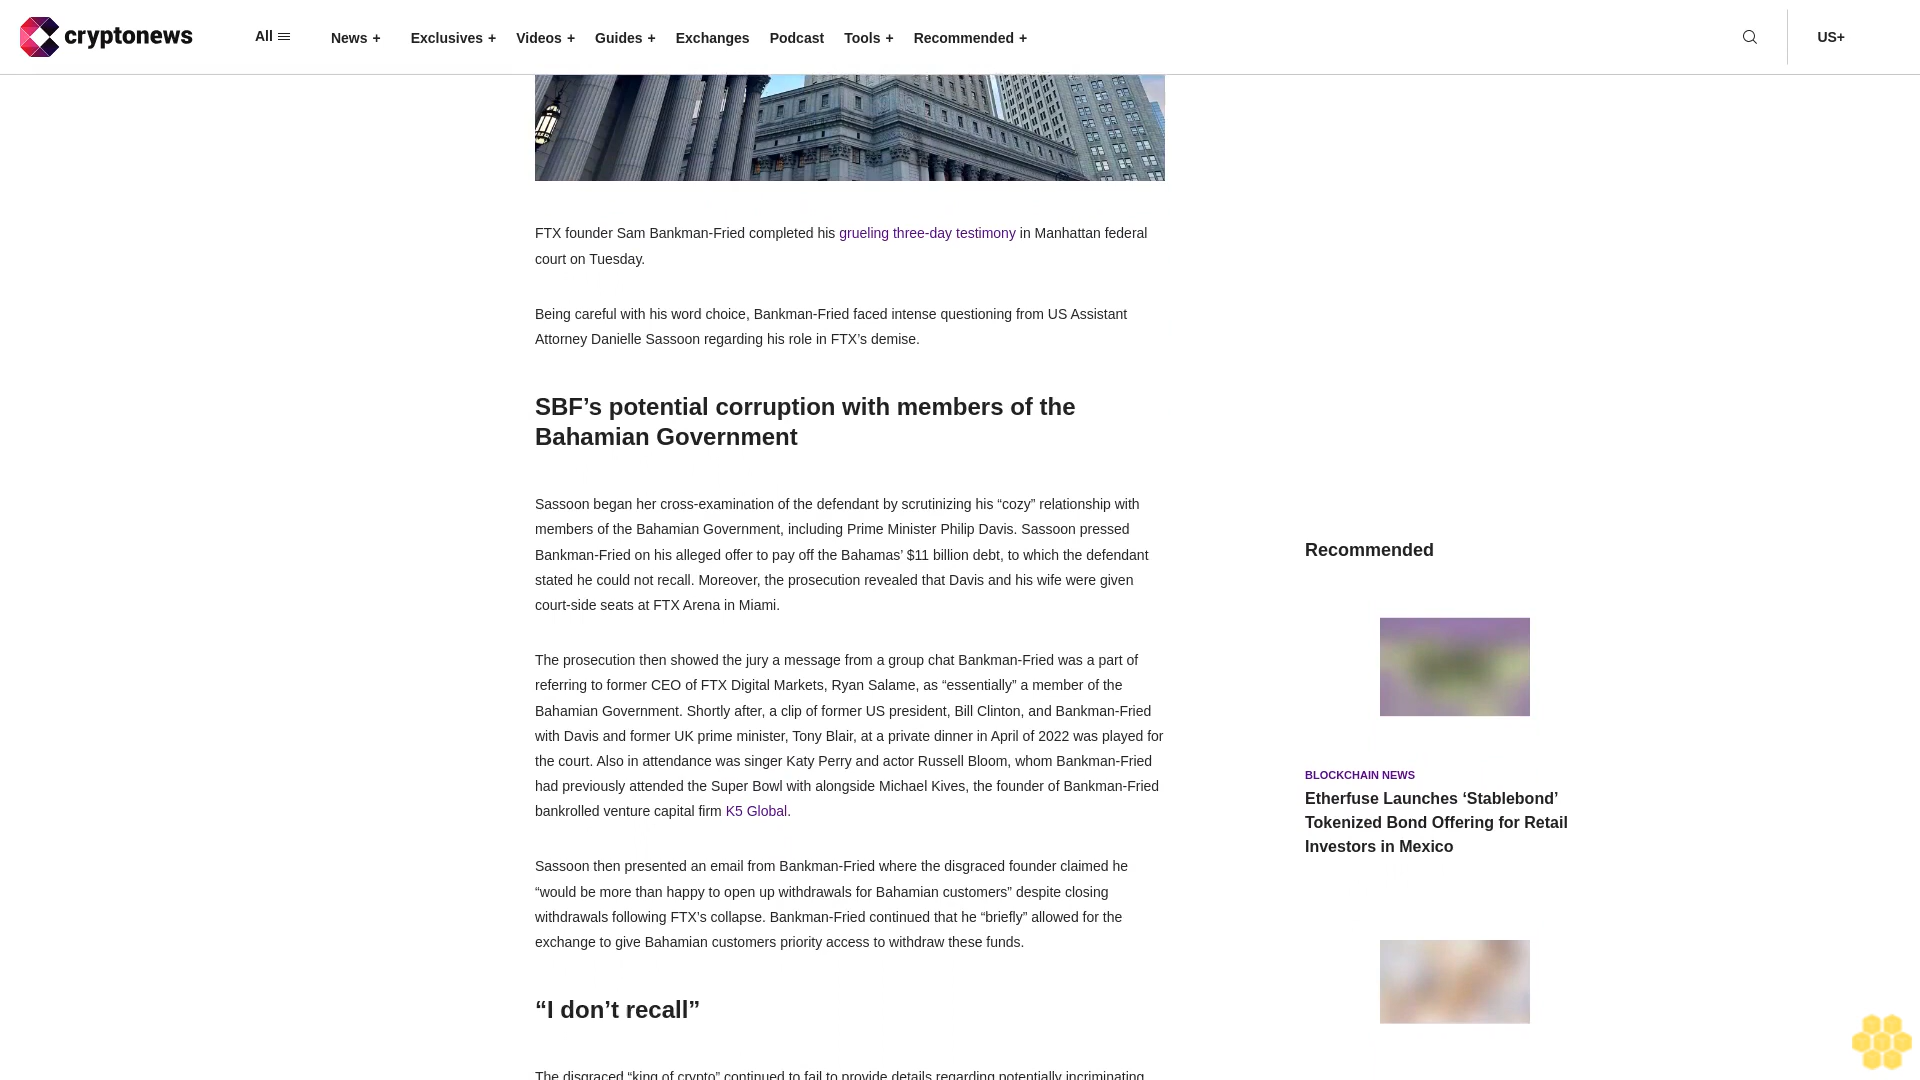 cryptonews
All
News +
Exclusives +
Videos +
Guides +
Exchanges
Podcast
Tools +
Recommended +
US+
FTX founder Sam Bankman-Fried completed his grueling three-day testimony in Manhattan federal
court on Tuesday.
Being careful with his word choice, Bankman-Fried faced intense questioning from US Assistant
Attorney Danielle Sassoon regarding his role in FTX’s demise.
SBF’s potential corruption with members of the
Bahamian Government
Sassoon began her cross-examination of the defendant by scrutinizing his “cozy” relationship with
members of the Bahamian Government, including Prime Minister Philip Davis. Sassoon pressed
Bankman-Fried on his alleged offer to pay off the Bahamas’ $11 billion debt, to which the defendant
stated he could not recall. Moreover, the prosecution revealed that Davis and his wife were given
court-side seats at FTX Arena in Miami.
The prosecution then showed the jury a message from a group chat Bankman-Fried was a part of
referring to former CEO of FTX Digital Markets, Ryan Salame, as “essentially” a member of the
Bahamian Government. Shortly after, a clip of former US president, Bill Clinton, and Bankman-Fried
with Davis and former UK prime minister, Tony Blair, at a private dinner in April of 2022 was played for
the court. Also in attendance was singer Katy Perry and actor Russell Bloom, whom Bankman-Fried
had previously attended the Super Bowl with alongside Michael Kives, the founder of Bankman-Fried
bankrolled venture capital firm K5 Global.
Sassoon then presented an email from Bankman-Fried where the disgraced founder claimed he
“would be more than happy to open up withdrawals for Bahamian customers” despite closing
withdrawals following FTX’s collapse. Bankman-Fried continued that he “briefly” allowed for the
exchange to give Bahamian customers priority access to withdraw these funds.
“I don’t recall”
The disgraced “king of crypto” continued to fail to provide details regarding potentially incriminating
Recommended
BLOCKCHAIN NEWS
Etherfuse Launches ‘Stablebond’
Tokenized Bond Offering for Retail
Investors in Mexico